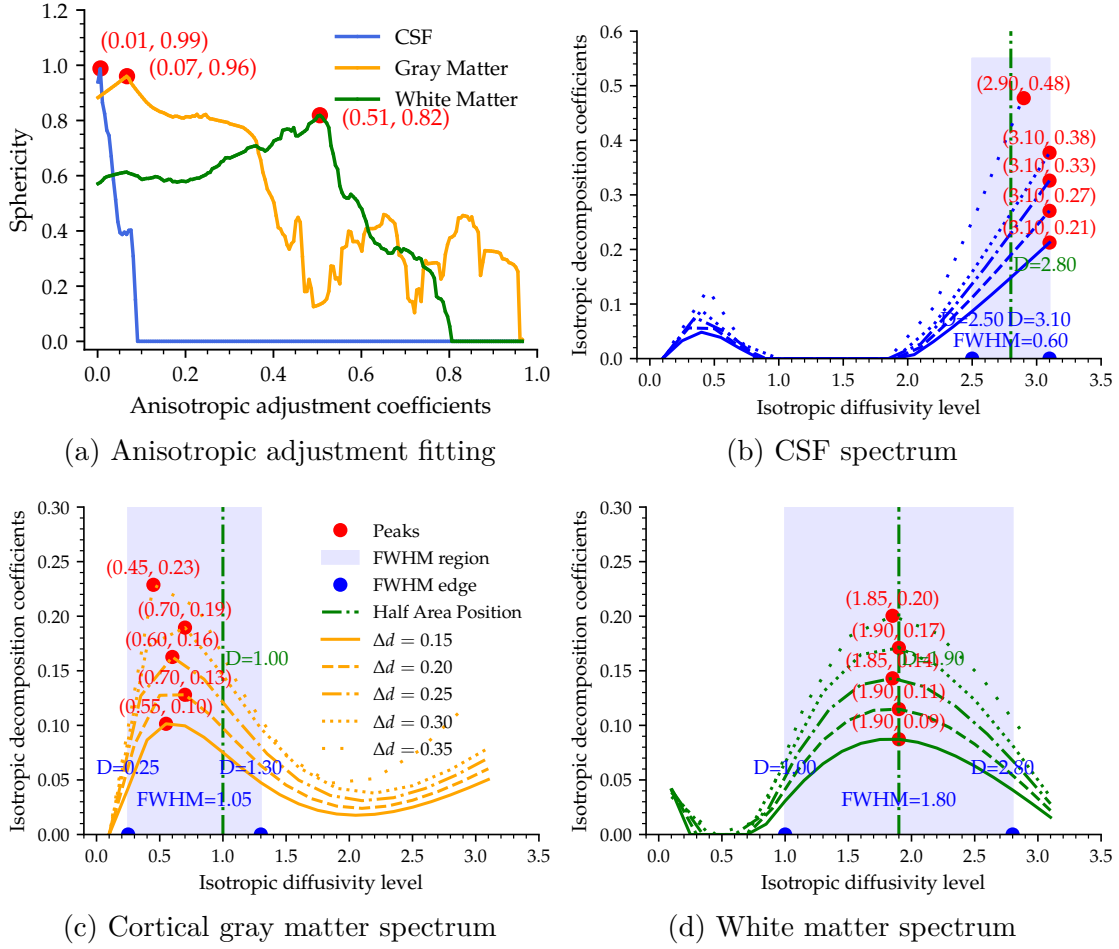 1.2
1.0
0.8
0.6
0.4
0.2
0.0
Sphericity
(0.01, 0.99)
(0.07, 0.96)
(0.51, 0.82)
CSF
Gray Matter
White Matter
0.0 0.2 0.4 0.6 0.8 1.0
Anisotropic adjustment coefficients
(a) Anisotropic adjustment fitting
0.6
0.5
0.4
0.3
0.2
0.1
0.0
Isotropic decomposition coefficients
(2.90, 0.48)
(3.10, 0.38)
(3.10, 0.33)
(3.10, 0.27)
(3.10, 0.21)
D=2.80
D=2.50 D=3.10
FWHM=0.60
0.0 0.5 1.0 1.5 2.0 2.5 3.0 3.5
Isotropic diffusivity level
(b) CSF spectrum
0.30
0.25
0.20
0.15
0.10
0.05
0.00
Isotropic decomposition coefficients
(0.45, 0.23)
(0.70, 0.19)
(0.60, 0.16)
(0.70, 0.13)
(0.55, 0.10)
D=1.00
D=0.25 D=1.30
FWHM=1.05
Peaks
FWHM region
FWHM edge
Half Area Position
Δd = 0.15
Δd = 0.20
Δd = 0.25
Δd = 0.30
Δd = 0.35
0.0 0.5 1.0 1.5 2.0 2.5 3.0 3.5
Isotropic diffusivity level
(c) Cortical gray matter spectrum
0.30
0.25
0.20
0.15
0.10
0.05
0.00
Isotropic decomposition coefficients
(1.85, 0.20)
(1.90, 0.17)
(1.85, 0.14)
D=1.90
(1.90, 0.11)
(1.90, 0.09)
D=1.00 D=2.80
FWHM=1.80
0.0 0.5 1.0 1.5 2.0 2.5 3.0 3.5
Isotropic diffusivity level
(d) White matter spectrum